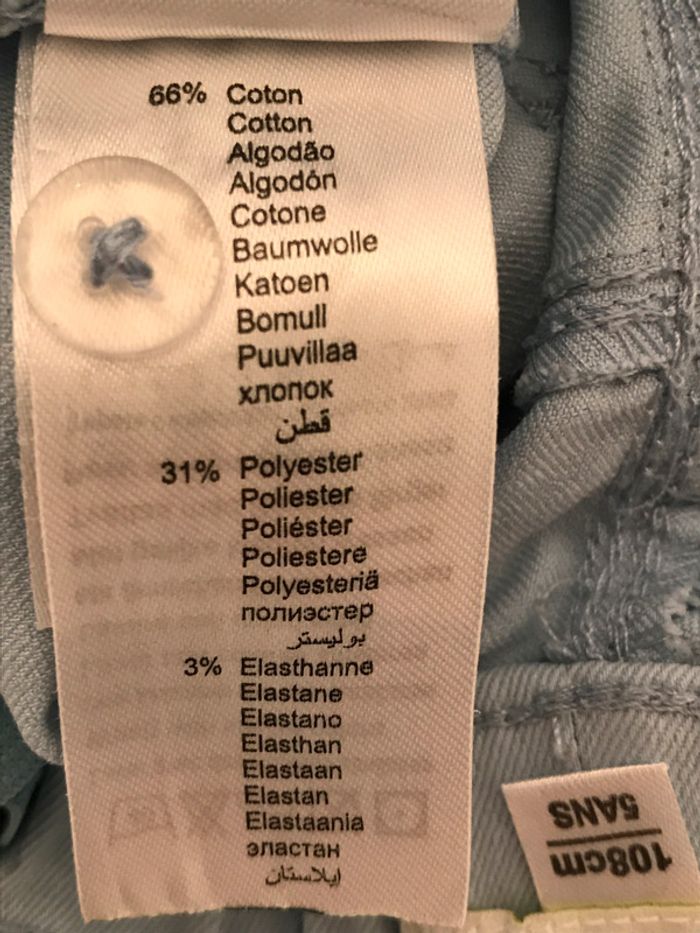 66% Coton
Cotton
Algodão
Algodón
Cotone
Baumwolle
Katoen
Bomull
Puuvillaa
хлопок
قطن
31% Polyester
Poliester
Poliéster
Poliestere
Polyesteriä
полиэстер
بوليستر
3% Elasthanne
Elastane
Elastano
Elasthan
Elastaan
Elastan
Elastaania
эластан
ايلاستان
108cm
5ANS